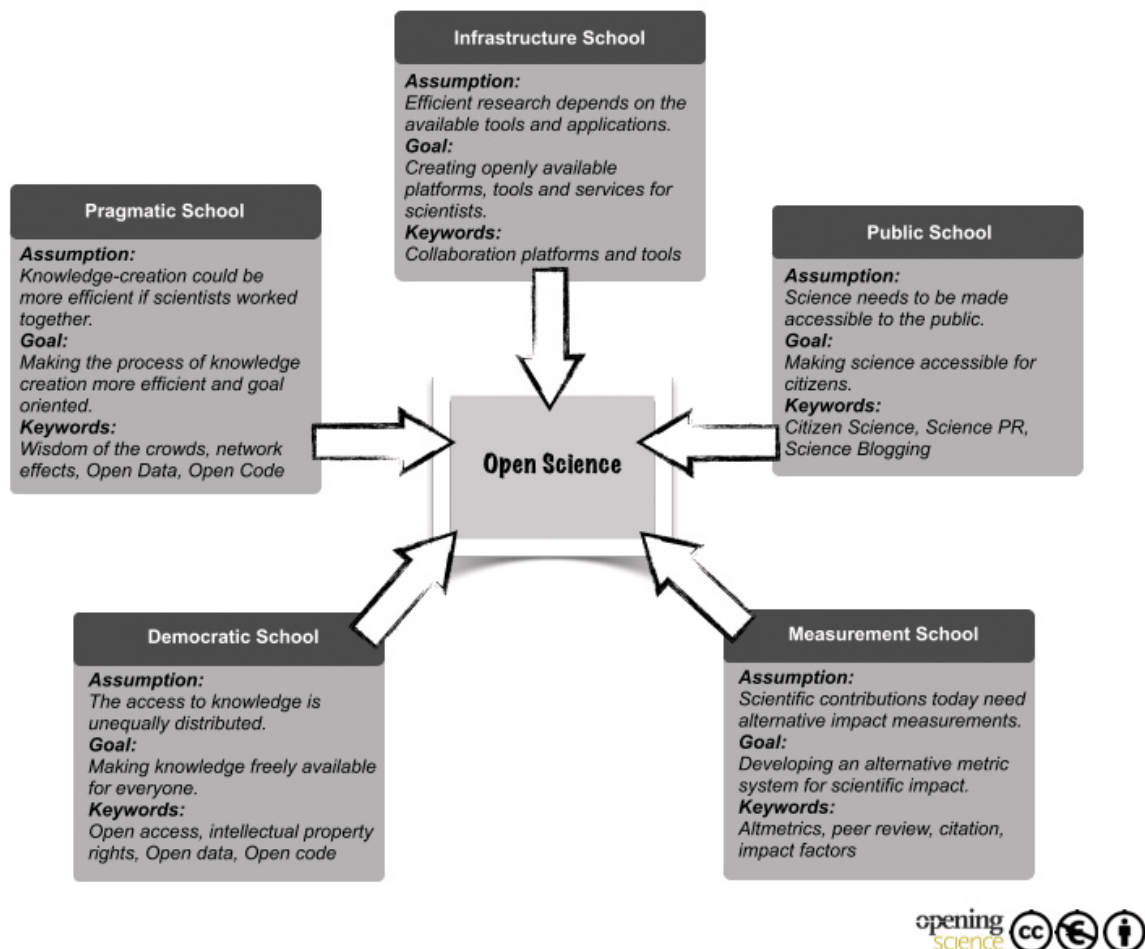 Infrastructure School
Assumption:
Efficient research depends on the
available tools and applications.
Goal:
Creating openly available
platforms, tools and services for
scientists.
Keywords:
Collaboration platforms and tools
Pragmatic School
Assumption:
Knowledge-creation could be
more efficient if scientists worked
together.
Goal:
Making the process of knowledge
creation more efficient and goal
oriented.
Keywords:
Wisdom of the crowds, network
effects, Open Data, Open Code
Public School
Assumption:
Science needs to be made
accessible to the public.
Goal:
Making science accessible for
citizens.
Keywords:
Citizen Science, Science PR,
Science Blogging
Open Science
Democratic School
Assumption:
The access to knowledge is
unequally distributed.
Goal:
Making knowledge freely available
for everyone.
Keywords:
Open access, intellectual property
rights, Open data, Open code
Measurement School
Assumption:
Scientific contributions today need
alternative impact measurements.
Goal:
Developing an alternative metric
system for scientific impact.
Keywords:
Altmetrics, peer review, citation,
impact factors
opening
science
cc